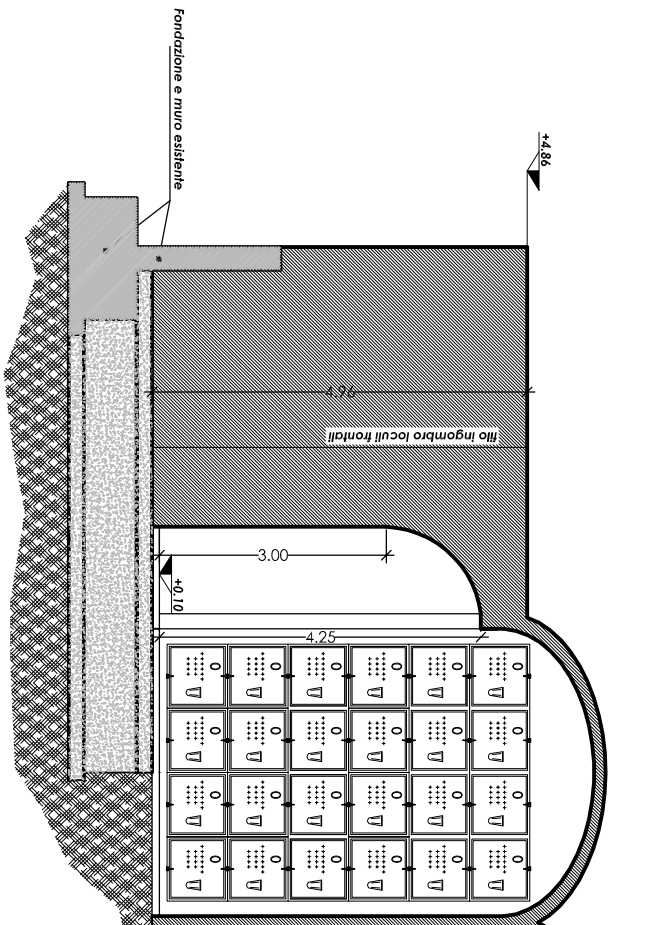 Fondazione e muro esistente
+4.86
4.96
filo ingombro loculi frontali
3.00
+0.10
4.25